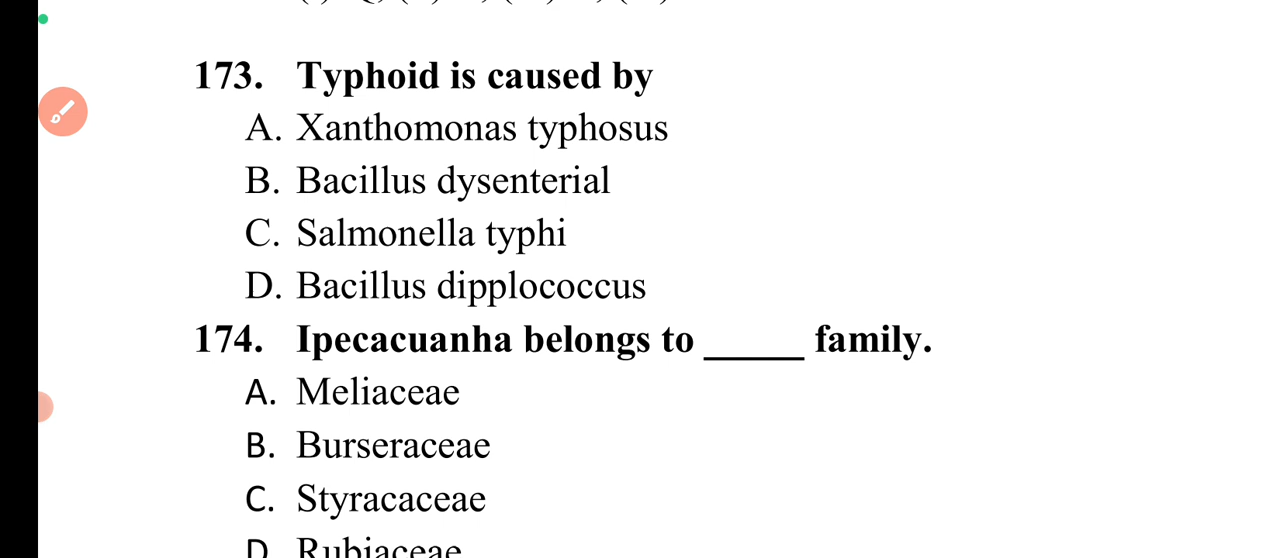 173. Typhoid is caused by
A. Xanthomonas typhosus
B. Bacillus dysenterial
C. Salmonella typhi
D. Bacillus dipplococcus
174. Ipecacuanha belongs to _____ family.
A. Meliaceae
B. Burseraceae
C. Styracaceae
D. Rubiaceae